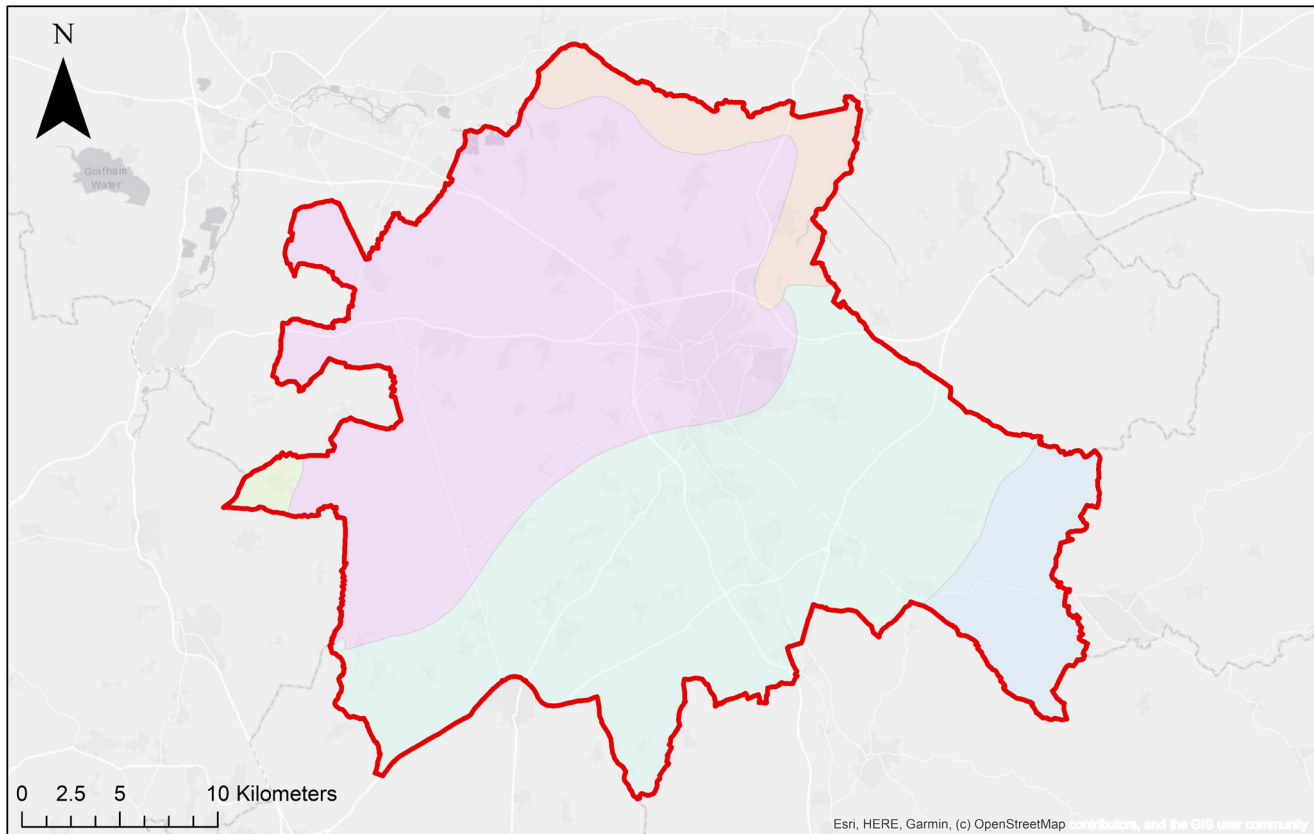 N
Grafham
Water
0 2.5 5 10 Kilometers
Esri, HERE, Garmin, (c) OpenStreetMap contributors, and the GIS user community